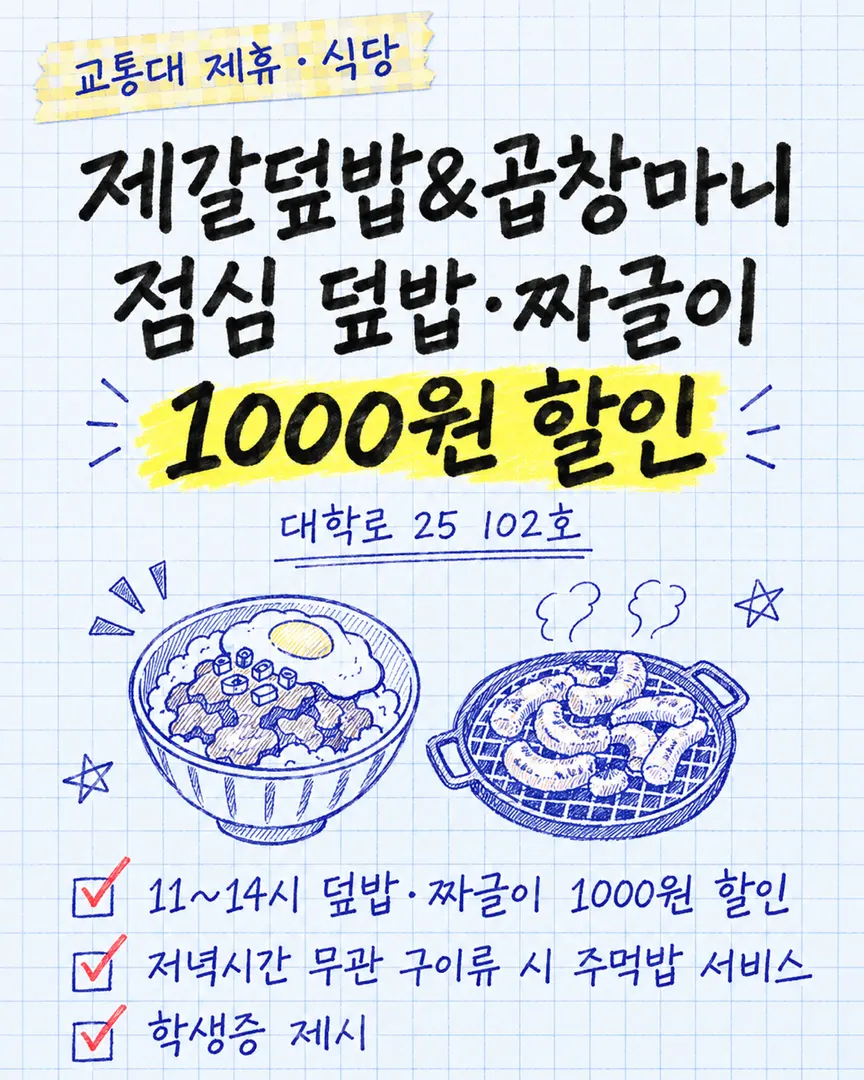 교통대 제휴·식당
제갈덮밥&곱창마니
점심 덮밥·짜글이
1000원 할인
대학로 25 102호
11~14시 덮밥·짜글이 1000원 할인
저녁시간 무관 구이류 시 주먹밥 서비스
학생증 제시